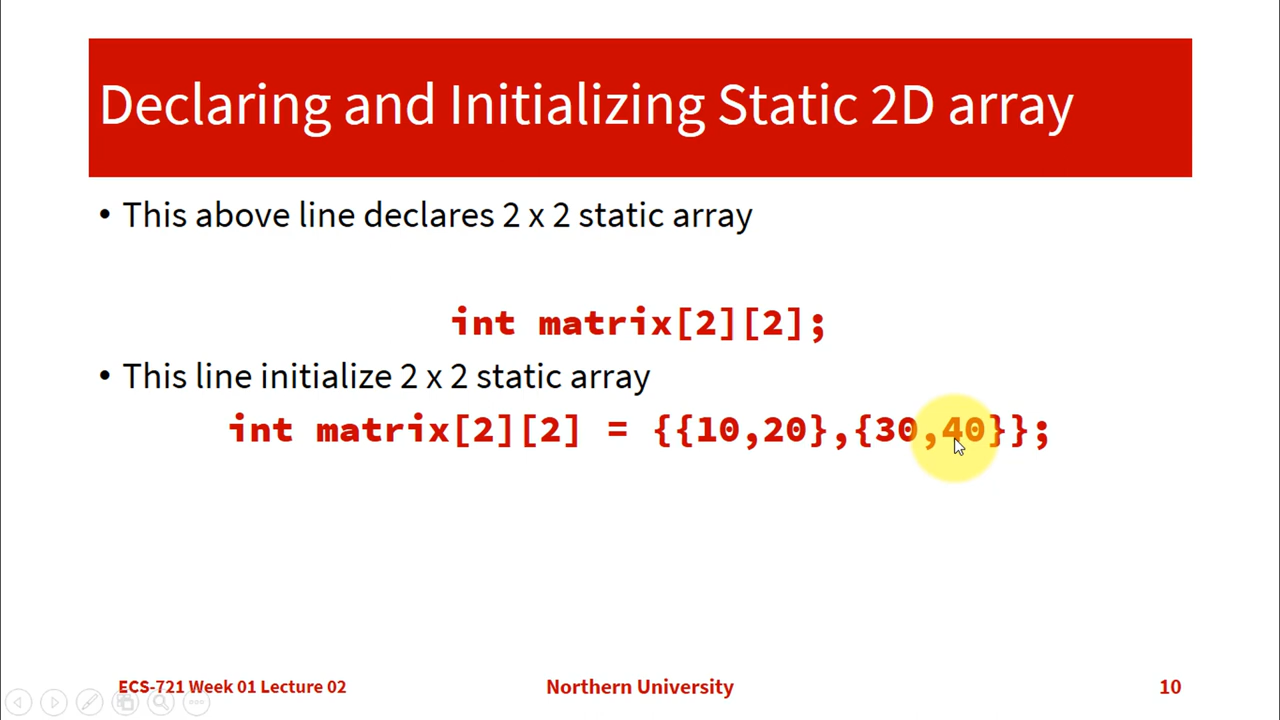 Declaring and Initializing Static 2D array
• This above line declares 2 x 2 static array
int matrix[2][2];
• This line initialize 2 x 2 static array
int matrix[2][2] = {{10,20},{30,40}};
ECS-721 Week 01 Lecture 02
Northern University
10